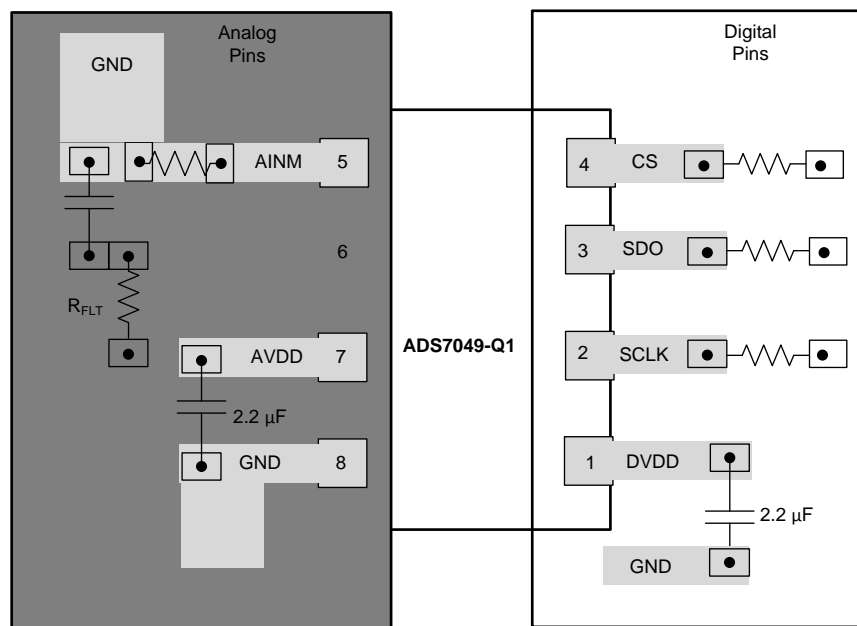 Analog
Pins
Digital
Pins
GND
AINM
5
4
CS
6
3
SDO
RFLT
ADS7049-Q1
AVDD
7
2
SCLK
2.2 µF
GND
8
1
DVDD
2.2 µF
GND